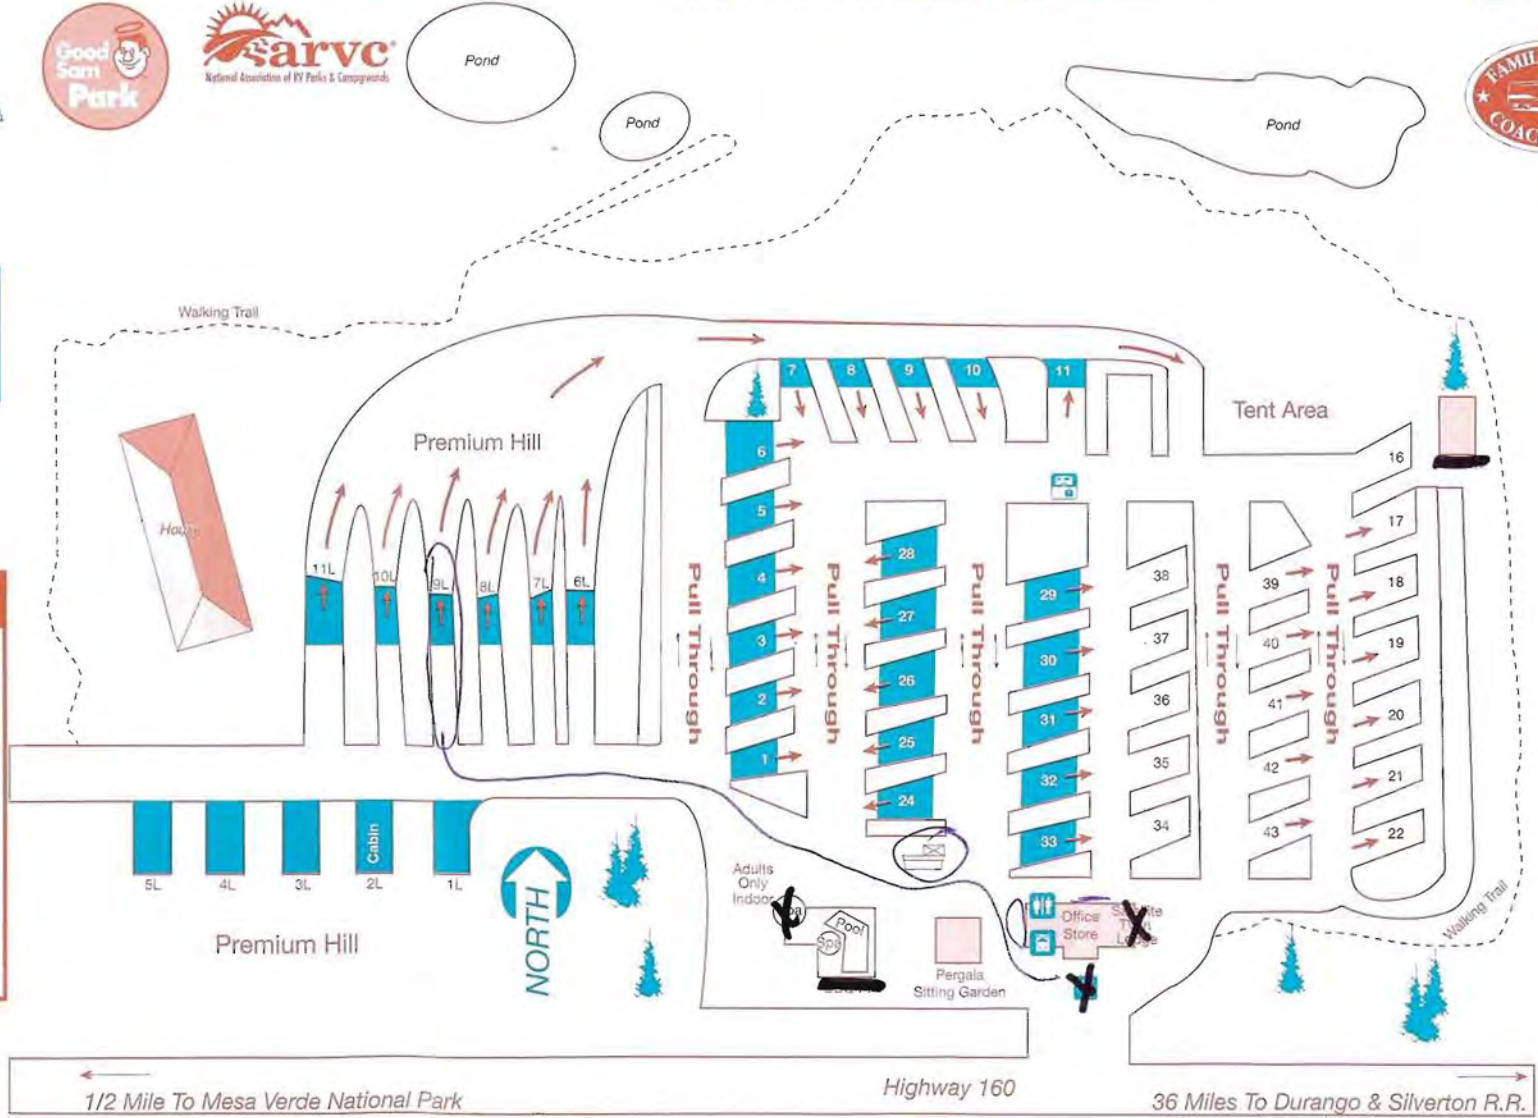 Good
Sam
Park
arvc
National Association of RV Parks & Campgrounds
Pond
Pond
Pond
FAMIL
COAC
Walking Trail
House
Premium Hill
11L
10L
9L
8L
7L
6L
7
8
9
10
11
Tent Area
6
5
4
3
2
1
28
27
26
25
24
29
30
31
32
33
38
37
36
35
34
39
40
41
42
43
16
17
18
19
20
21
22
Pull Through
Pull Through
Pull Through
Pull Through
Pull Through
5L
4L
3L
Cabin
2L
1L
Premium Hill
NORTH
Adults
Only
Indoor
Pool
Spa
Pergala
Sitting Garden
Office
Store
Walking Trail
1/2 Mile To Mesa Verde National Park
Highway 160
36 Miles To Durango & Silverton R.R.